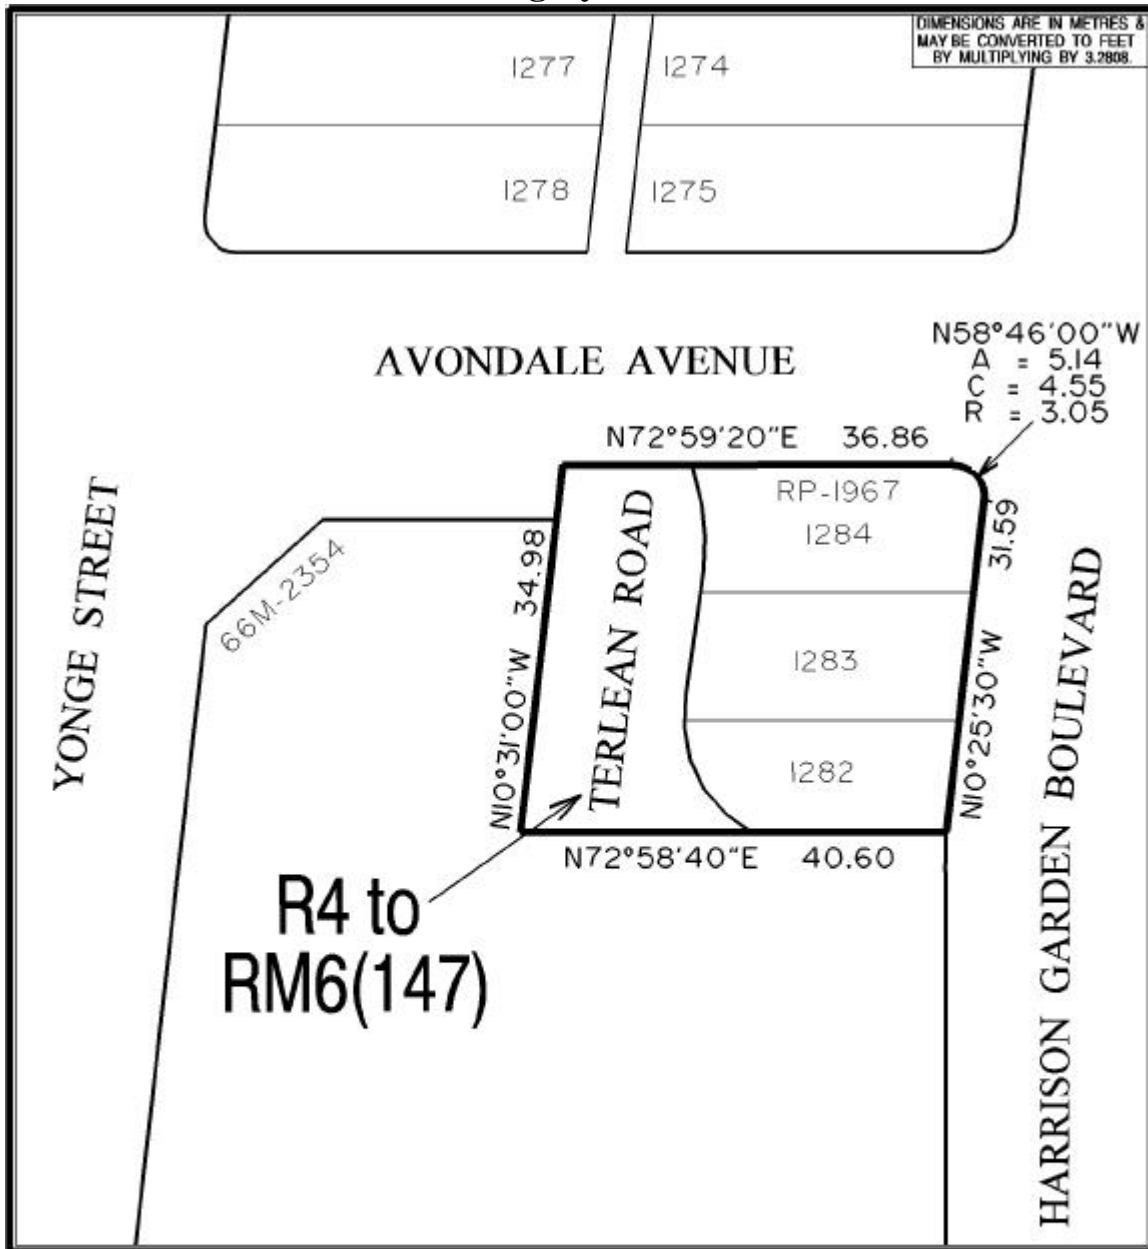 DIMENSIONS ARE IN METRES &
MAY BE CONVERTED TO FEET
BY MULTIPLYING BY 3.2808.
1277
1274
1278
1275
AVONDALE AVENUE
N58°46'00"W
A = 5.14
C = 4.55
R = 3.05
N72°59'20"E 36.86
RP-1967
1284
YONGE STREET
66M-2354
N10°31'00"W 34.98
TERLEAN ROAD
31.59
1283
N10°25'30"W
1282
HARRISON GARDEN BOULEVARD
N72°58'40"E 40.60
R4 to
RM6(147)